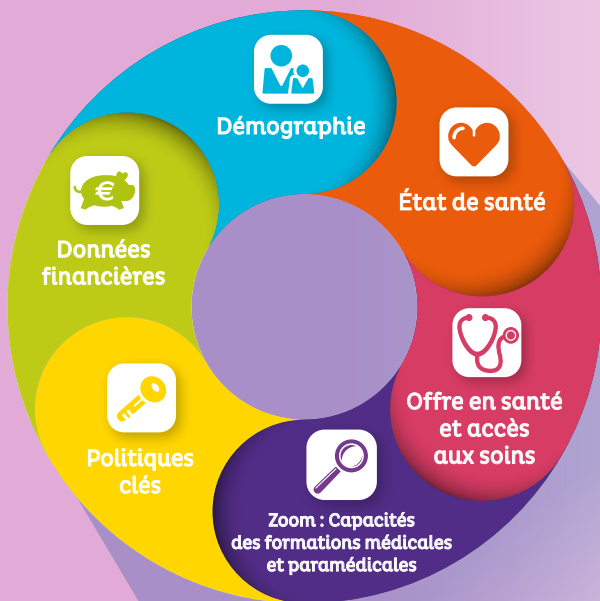 Démographie
État de santé
Offre en santé
et accès
aux soins
Zoom : Capacités
des formations médicales
et paramédicales
Politiques
clés
€
Données
financières